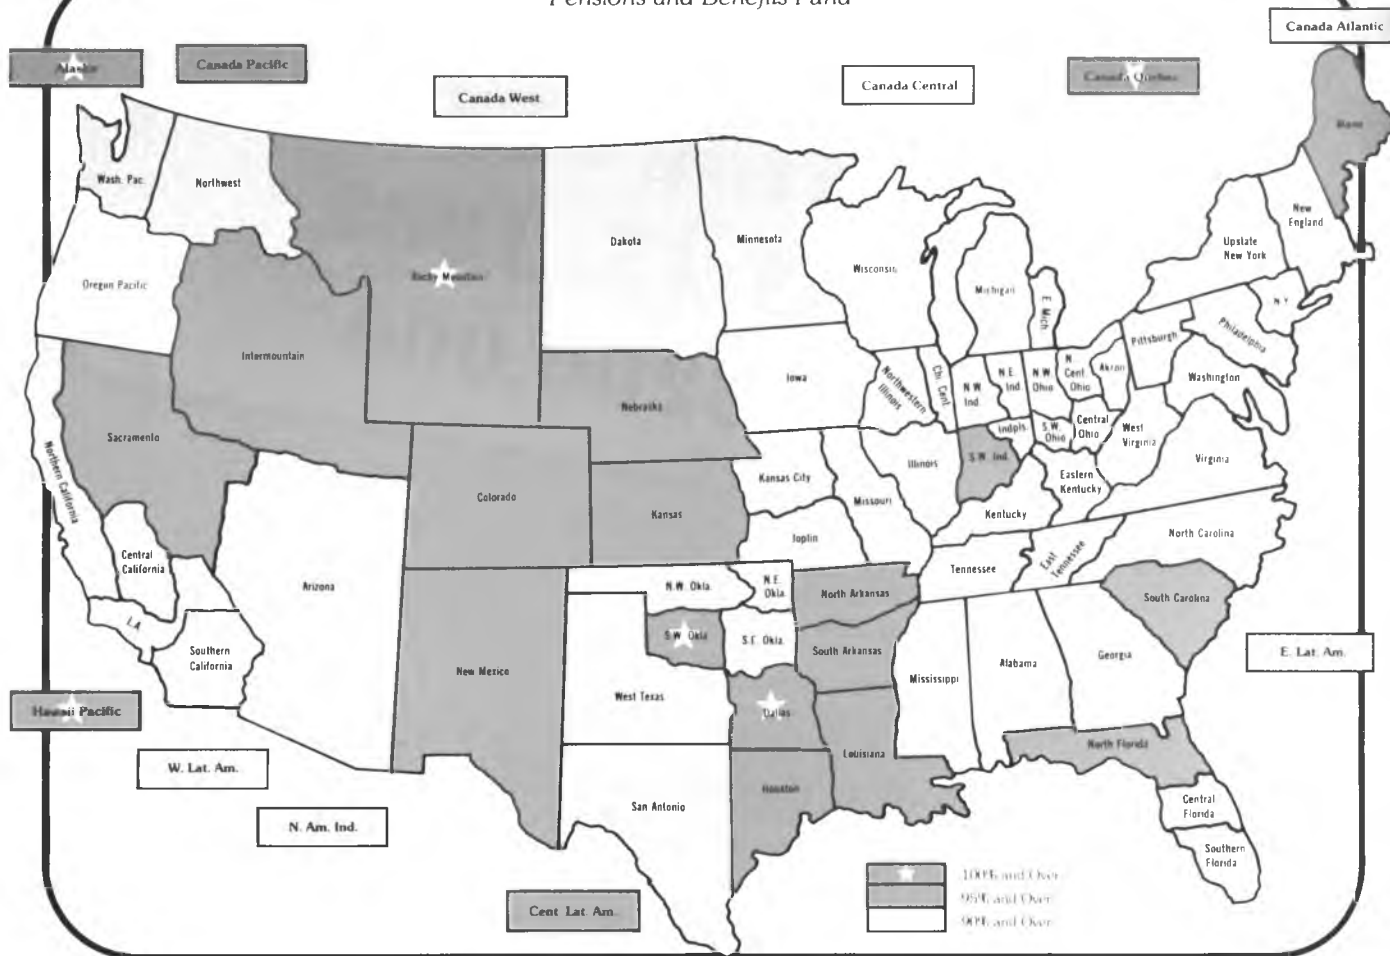 Pensions and Benefits Fund
Canada Atlantic
Alaska
Canada Pacific
Canada West
Canada Central
Canada Quebec
Maine
Wash. Pac.
Northwest
Rocky Mountain
Dakota
Minnesota
Wisconsin
Michigan
E. Mich.
Upstate
New York
New
England
Oregon Pacific
Intermountain
Nebraska
Iowa
Northwestern
Illinois
Chi. Cent.
N.W.
Ind.
N.E.
Ind.
N.W.
Ohio
N.
Cent.
Ohio
Akron
Pittsburgh
Philadelphia
N.Y.
Washington
Sacramento
Northern California
Central
California
L.A.
Southern
California
Arizona
Colorado
Kansas
Kansas City
Missouri
Joplin
Illinois
S.W. Ind.
Indpls.
S.W.
Ohio
Central
Ohio
West
Virginia
Virginia
Eastern
Kentucky
Kentucky
North Carolina
Tennessee
East
Tennessee
South Carolina
New Mexico
N.W. Okla.
N.E.
Okla.
S.W. Okla.
S.E. Okla.
North Arkansas
South Arkansas
West Texas
Dallas
Mississippi
Alabama
Georgia
E. Lat. Am.
Hawaii Pacific
W. Lat. Am.
N. Am. Ind.
San Antonio
Houston
Louisiana
North Florida
Central
Florida
Southern
Florida
Cent. Lat. Am.
100% and Over
95% and Over
90% and Over